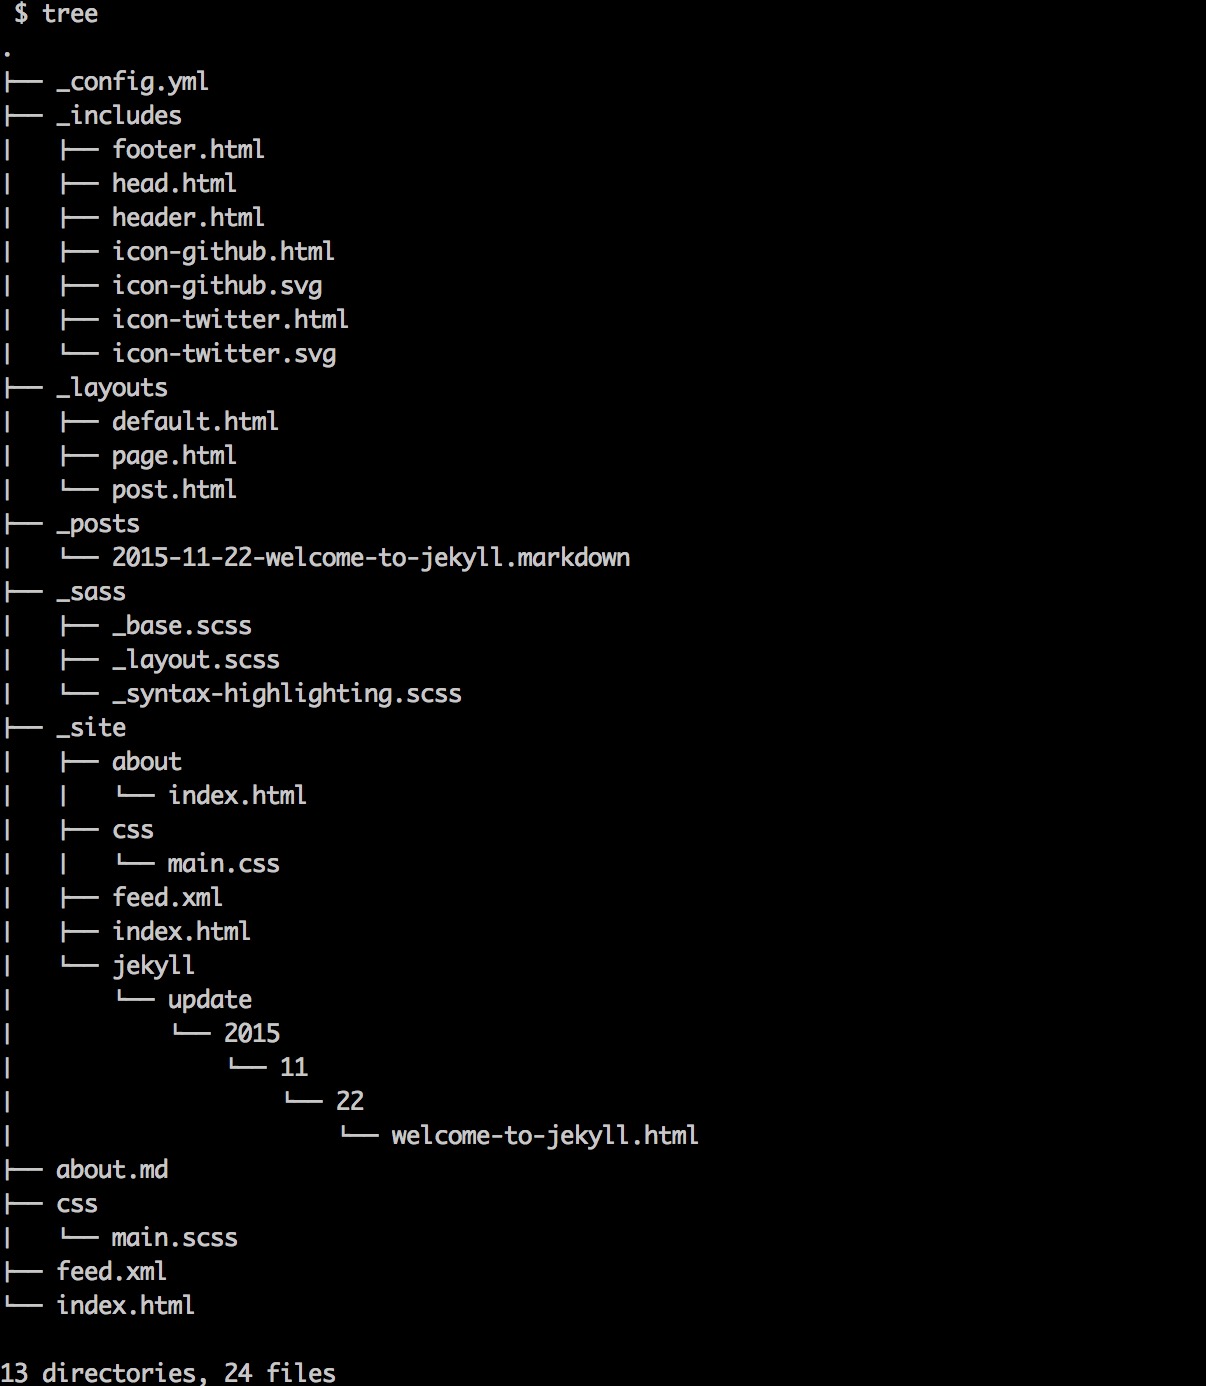 $ tree
.
├── _config.yml
├── _includes
|   ├── footer.html
|   ├── head.html
|   ├── header.html
|   ├── icon-github.html
|   ├── icon-github.svg
|   ├── icon-twitter.html
|   └── icon-twitter.svg
├── _layouts
|   ├── default.html
|   ├── page.html
|   └── post.html
├── _posts
|   └── 2015-11-22-welcome-to-jekyll.markdown
├── _sass
|   ├── _base.scss
|   ├── _layout.scss
|   └── _syntax-highlighting.scss
├── _site
|   ├── about
|   |   └── index.html
|   ├── css
|   |   └── main.css
|   ├── feed.xml
|   ├── index.html
|   └── jekyll
|       └── update
|           └── 2015
|               └── 11
|                   └── 22
|                       └── welcome-to-jekyll.html
├── about.md
├── css
|   └── main.scss
├── feed.xml
└── index.html

13 directories, 24 files